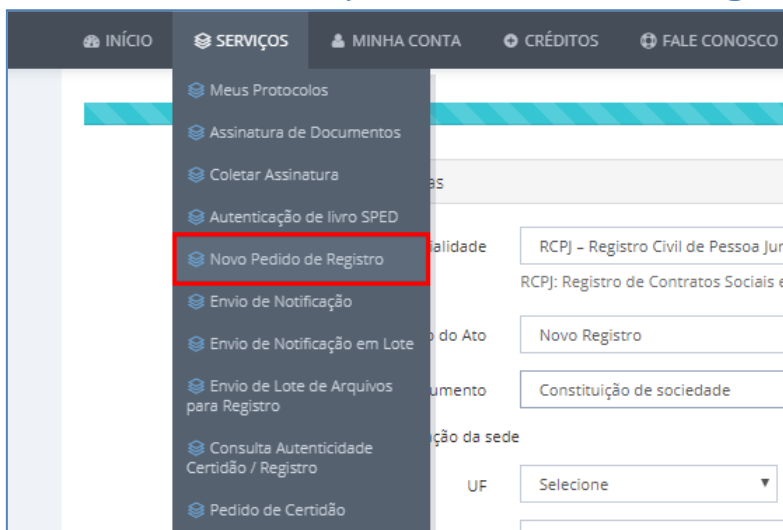 INÍCIO SERVIÇOS MINHA CONTA CRÉDITOS FALE CONOSCO
Meus Protocolos
Assinatura de Documentos
Coletar Assinatura
Autenticação de livro SPED
Novo Pedido de Registro
Envio de Notificação
Envio de Notificação em Lote
Envio de Lote de Arquivos
para Registro
Consulta Autenticidade
Certidão / Registro
Pedido de Certidão
RCPJ – Registro Civil de Pessoa
RCPJ: Registro de Contratos Sociais e
do Ato Novo Registro
Constituição de sociedade
da sede
UF Selecione